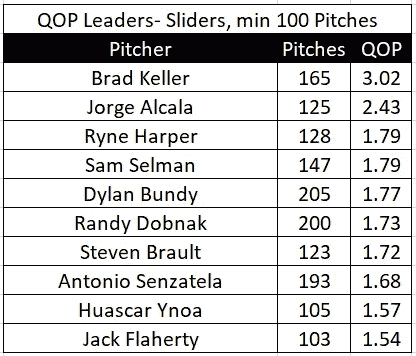 QOP Leaders- Sliders, min 100 Pitches
Pitcher Pitches QOP
Brad Keller 165 3.02
Jorge Alcala 125 2.43
Ryne Harper 128 1.79
Sam Selman 147 1.79
Dylan Bundy 205 1.77
Randy Dobnak 200 1.73
Steven Brault 123 1.72
Antonio Senzatela 193 1.68
Huascar Ynoa 105 1.57
Jack Flaherty 103 1.54